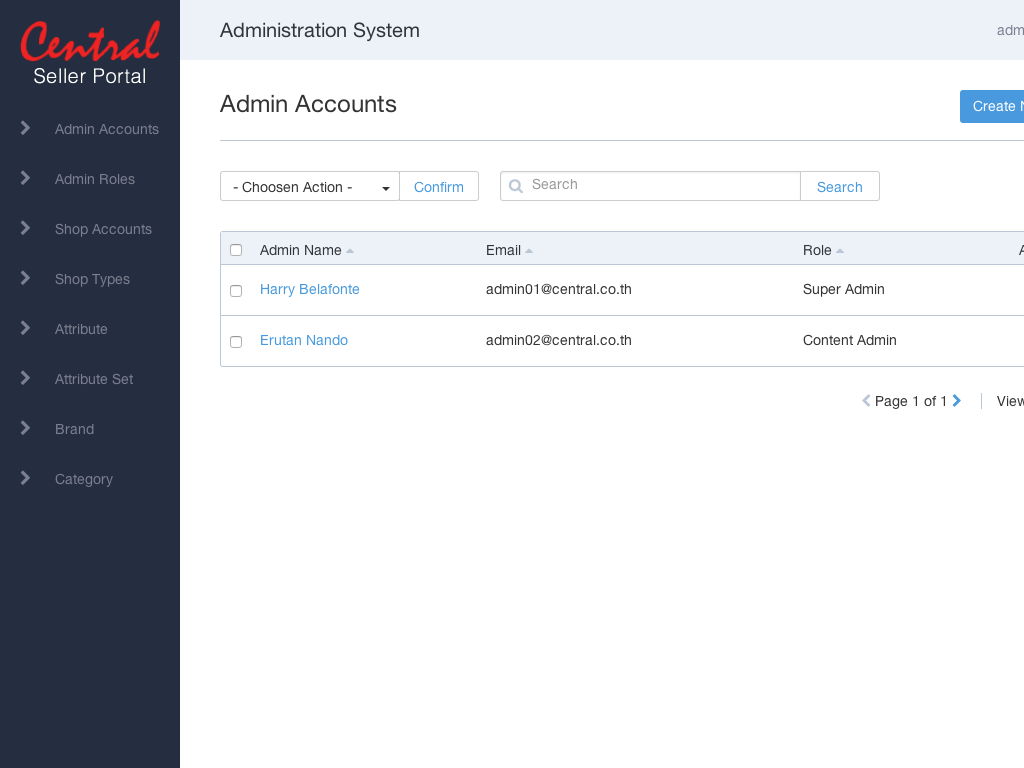 Central
Seller Portal
Admin Accounts
Admin Roles
Shop Accounts
Shop Types
Attribute
Attribute Set
Brand
Category
Administration System
adm
Admin Accounts
Create N
- Choosen Action -
Confirm
Search
Search
Admin Name Email Role A
Harry Belafonte admin01@central.co.th Super Admin
Erutan Nando admin02@central.co.th Content Admin
Page 1 of 1 View